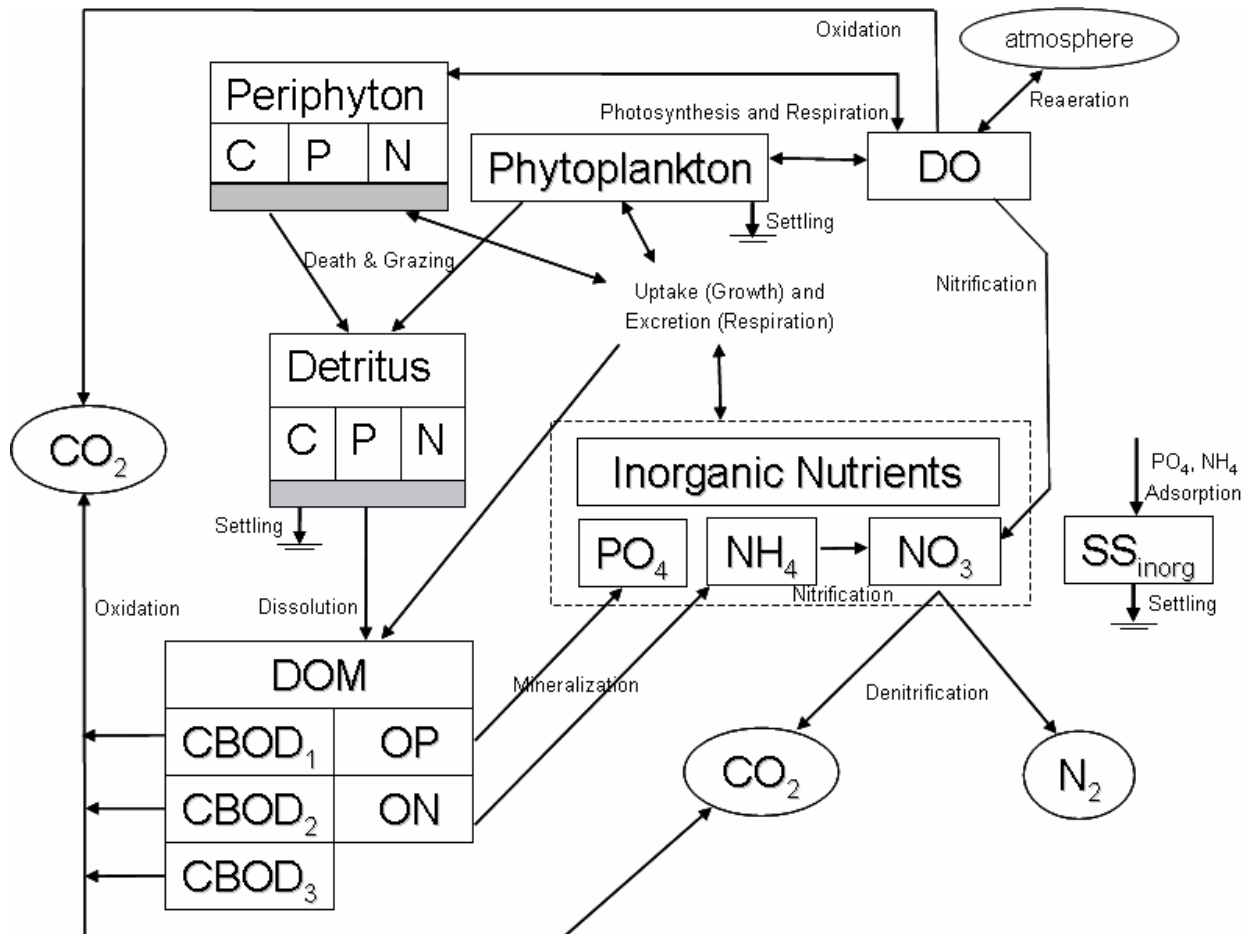 Oxidation
atmosphere
Periphyton
C P N
Photosynthesis and Respiration
Reaeration
Phytoplankton
DO
Settling
Death & Grazing
Nitrification
Uptake (Growth) and
Excretion (Respiration)
Detritus
C P N
CO₂
Inorganic Nutrients
PO₄, NH₄
Adsorption
Settling
PO₄ NH₄ NO₃
SSinorg
Nitrification
Settling
Oxidation
Dissolution
DOM
Mineralization
Denitrification
CBOD₁ OP
CO₂
N₂
CBOD₂ ON
CBOD₃